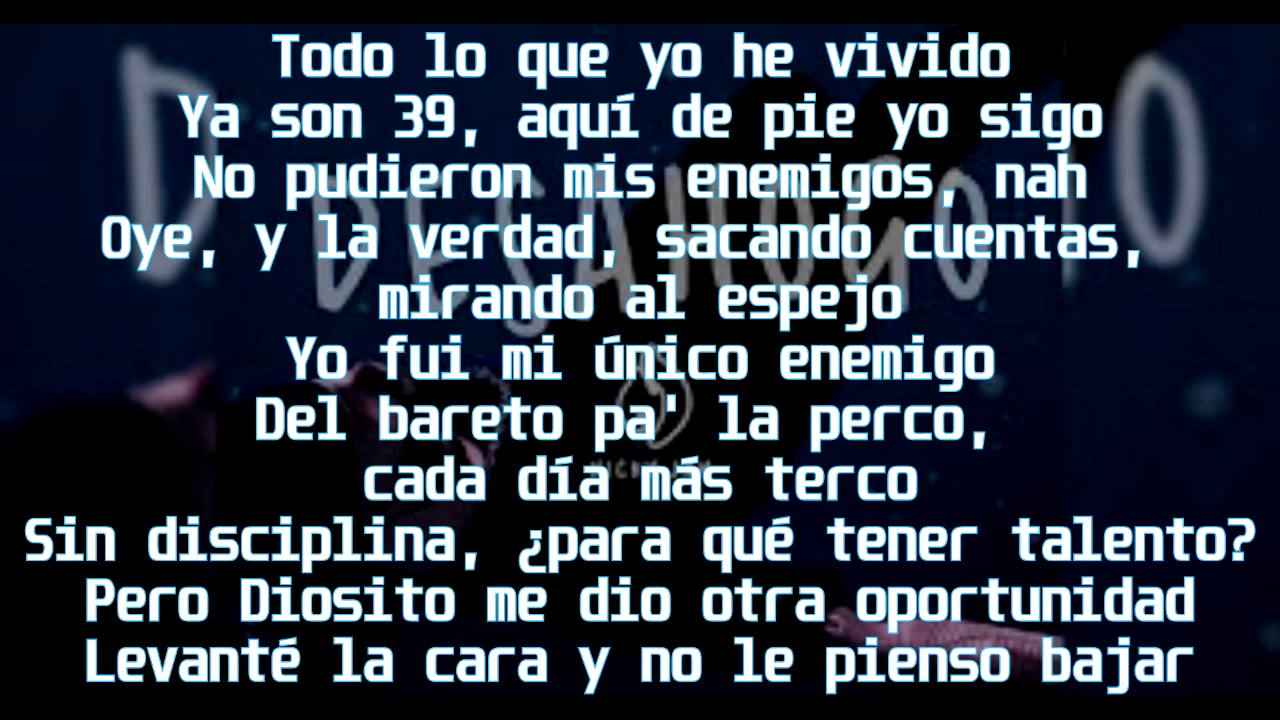 Todo lo que yo he vivido
Ya son 39, aquí de pie yo sigo
No pudieron mis enemigos, nah
Oye, y la verdad, sacando cuentas,
mirando al espejo
Yo fui mi único enemigo
Del bareto pa' la perco,
cada día más terco
Sin disciplina, ¿para qué tener talento?
Pero Diosito me dio otra oportunidad
Levanté la cara y no le pienso bajar
DESAHOGO